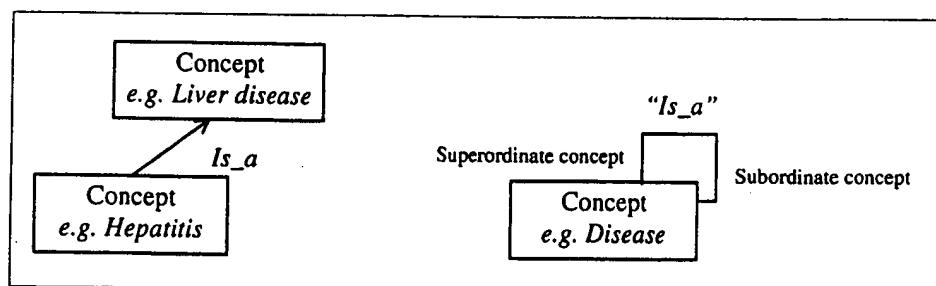 Concept
e.g. Liver disease
Is_a
Concept
e.g. Hepatitis
“Is_a”
Superordinate concept
Subordinate concept
Concept
e.g. Disease